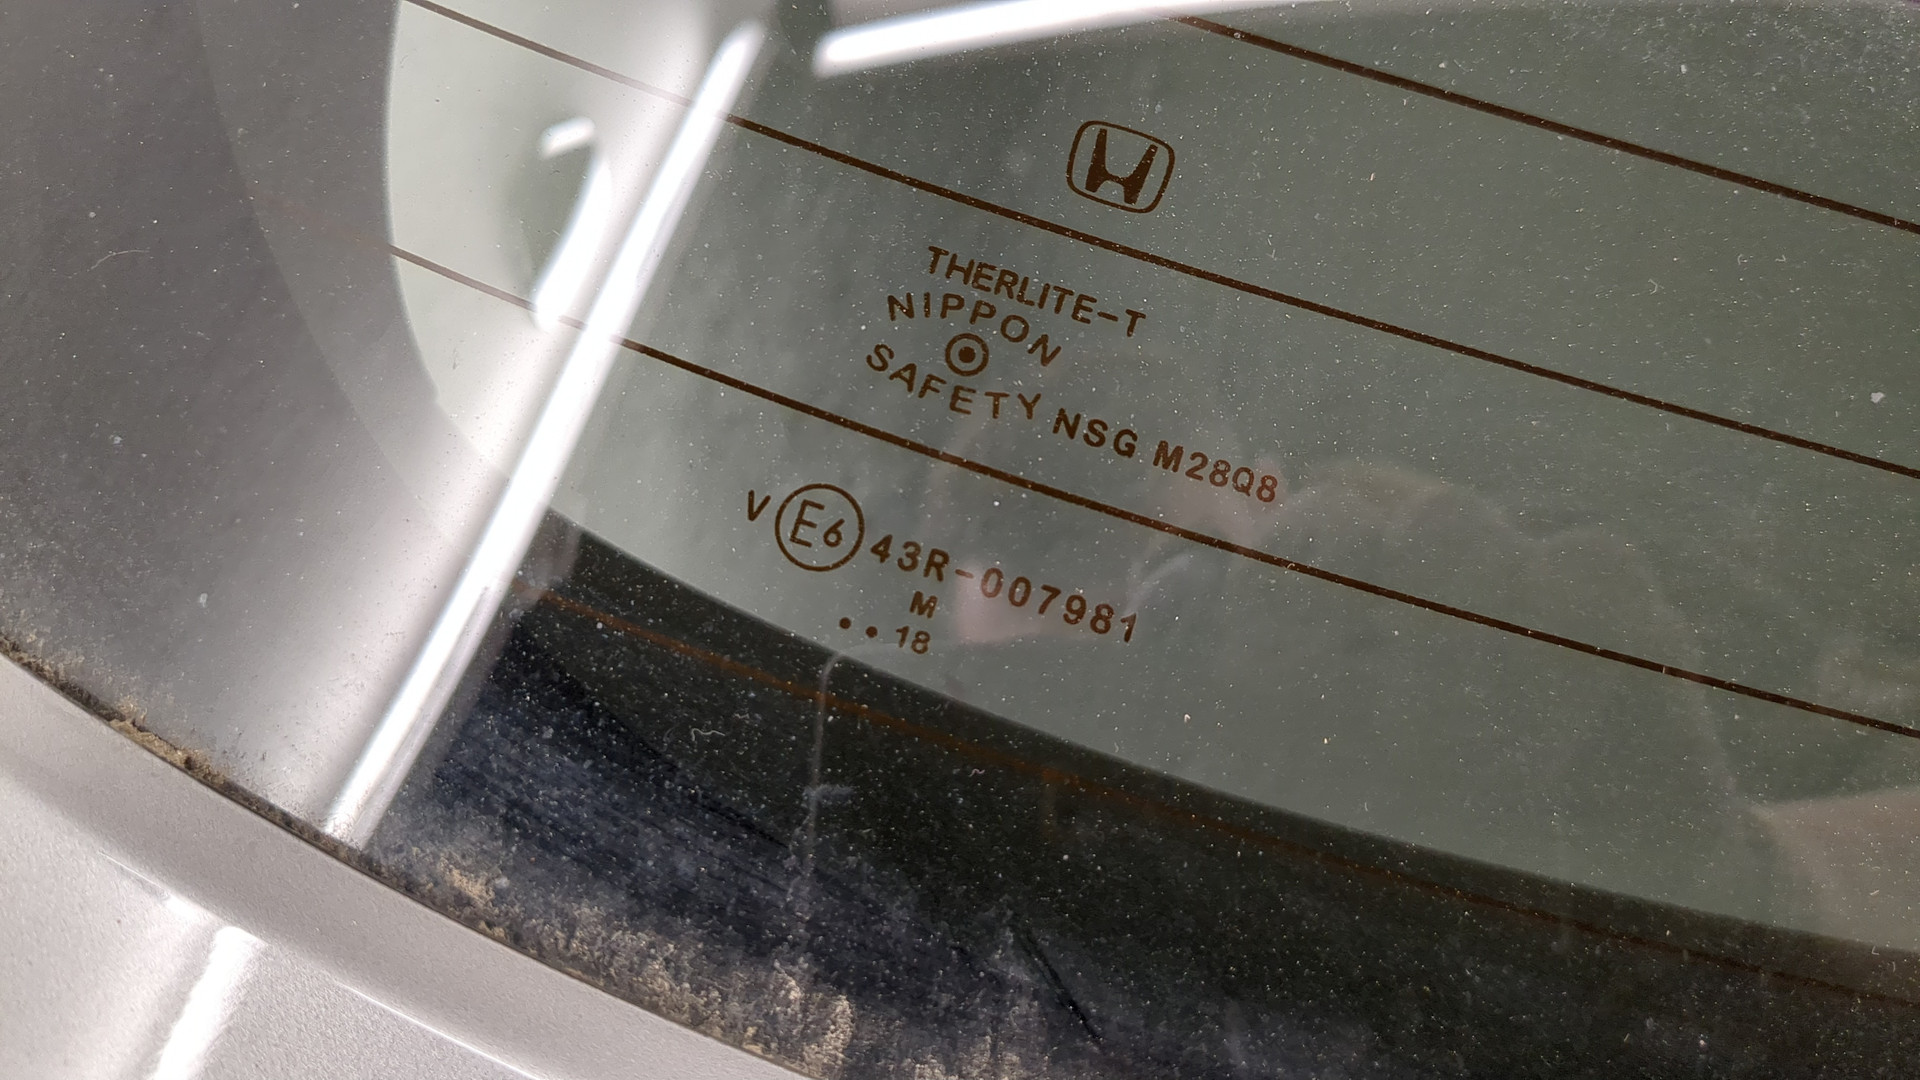 THERLITE-T
NIPPON
SAFETY NSG M28Q8
V E6 43R-007981
M
•• 18